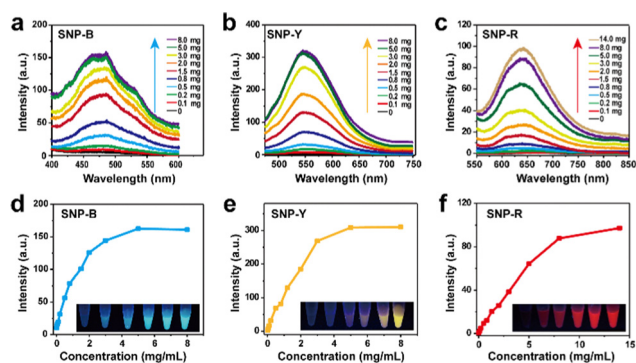 a
SNP-B
200
150
100
50
0
400 450 500 550 600
Intensity (a.u.)
Wavelength (nm)
8.0 mg
5.0 mg
3.0 mg
2.0 mg
1.5 mg
0.8 mg
0.5 mg
0.2 mg
0.1 mg
0
b
SNP-Y
400
300
200
100
0
500 550 600 650 700 750
Intensity (a.u.)
Wavelength (nm)
8.0 mg
5.0 mg
3.0 mg
2.0 mg
1.5 mg
0.8 mg
0.5 mg
0.2 mg
0.1 mg
0
c
SNP-R
120
100
80
60
40
20
0
550 600 650 700 750 800 850
Intensity (a.u.)
Wavelength (nm)
14.0 mg
8.0 mg
5.0 mg
3.0 mg
2.0 mg
1.5 mg
0.8 mg
0.5 mg
0.2 mg
0.1 mg
0
d
SNP-B
200
150
100
50
0
0 2 4 6 8
Intensity (a.u.)
Concentration (mg/mL)
e
SNP-Y
400
300
200
100
0
0 2 4 6 8
Intensity (a.u.)
Concentration (mg/mL)
f
SNP-R
120
100
80
60
40
20
0
0 5 10 15
Intensity (a.u.)
Concentration (mg/mL)